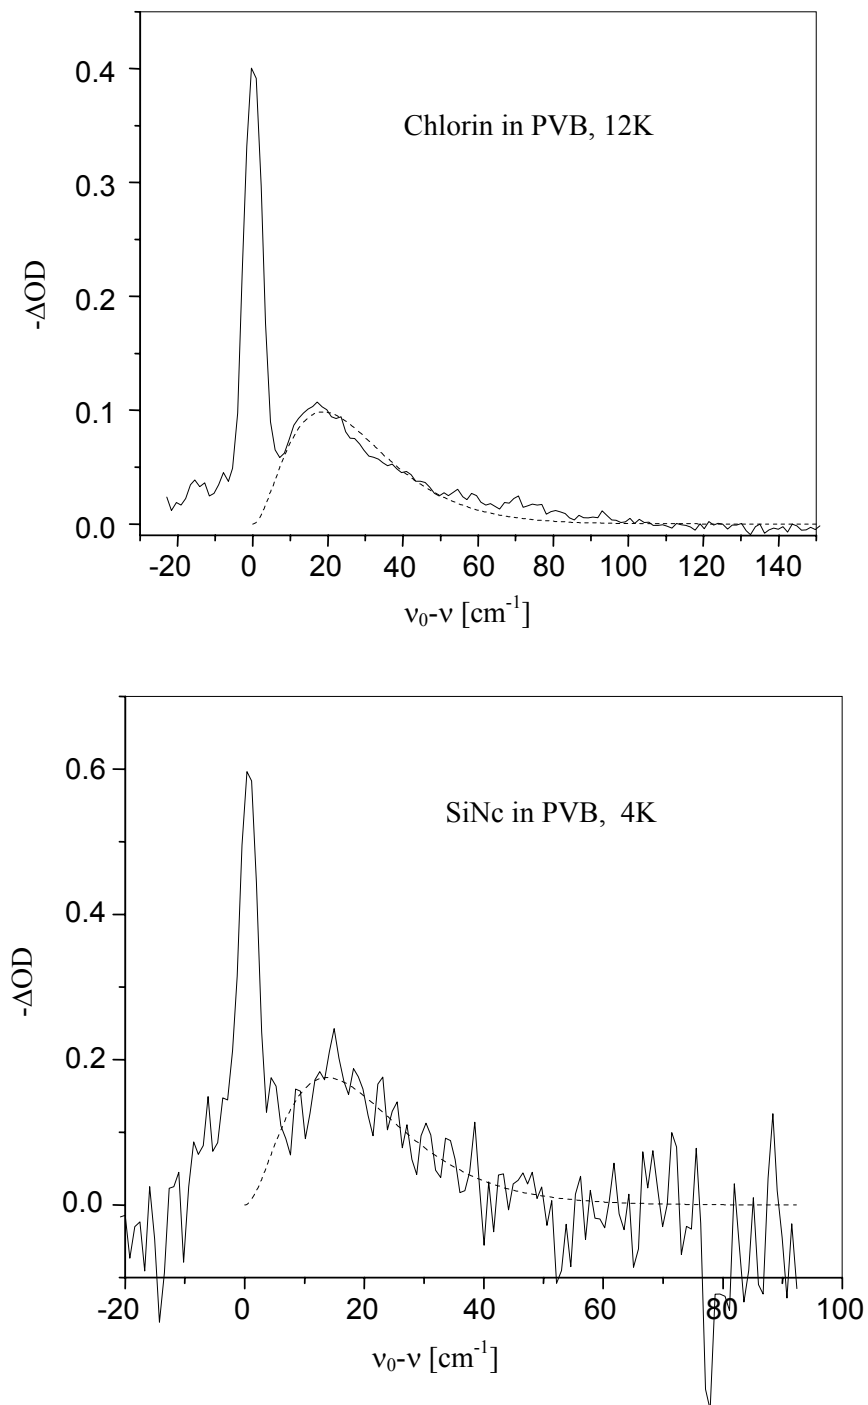 0.4
Chlorin in PVB, 12K
0.3
-ΔOD
0.2
0.1
0.0
-20 0 20 40 60 80 100 120 140
ν₀-ν [cm⁻¹]
0.6
SiNc in PVB, 4K
0.4
-ΔOD
0.2
0.0
-20 0 20 40 60 80 100
ν₀-ν [cm⁻¹]